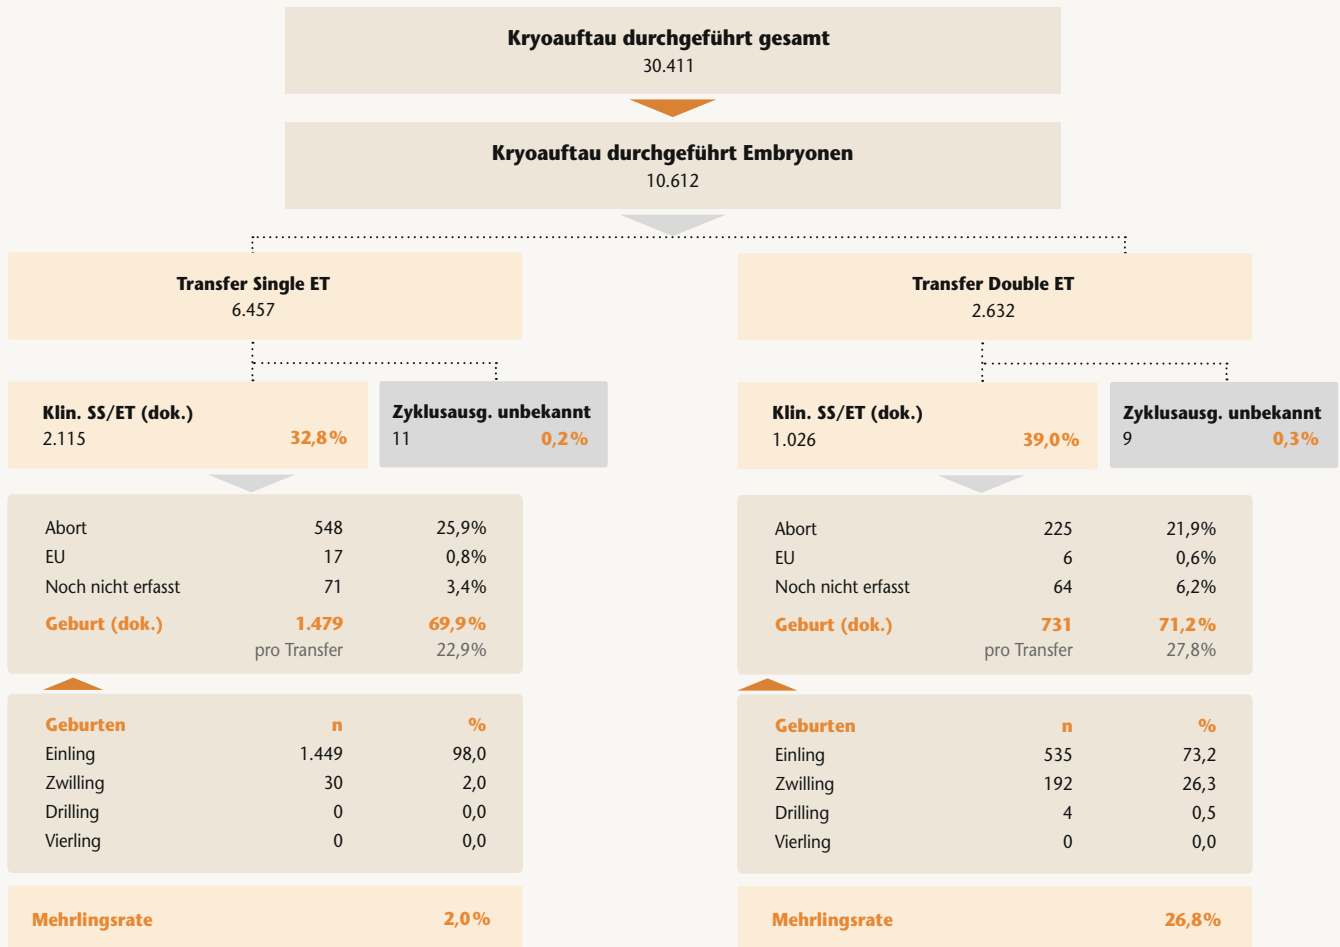 Kryoauftau durchgeführt gesamt
30.411
Kryoauftau durchgeführt Embryonen
10.612
Transfer Single ET
6.457
Klin. SS/ET (dok.)
2.115 32,8%
Zyklusausg. unbekannt
11 0,2%
Abort 548 25,9%
EU 17 0,8%
Noch nicht erfasst 71 3,4%
Geburt (dok.) 1.479 69,9%
pro Transfer 22,9%
Geburten n %
Einling 1.449 98,0
Zwilling 30 2,0
Drilling 0 0,0
Vierling 0 0,0
Mehrlingsrate 2,0%
Transfer Double ET
2.632
Klin. SS/ET (dok.)
1.026 39,0%
Zyklusausg. unbekannt
9 0,3%
Abort 225 21,9%
EU 6 0,6%
Noch nicht erfasst 64 6,2%
Geburt (dok.) 731 71,2%
pro Transfer 27,8%
Geburten n %
Einling 535 73,2
Zwilling 192 26,3
Drilling 4 0,5
Vierling 0 0,0
Mehrlingsrate 26,8%